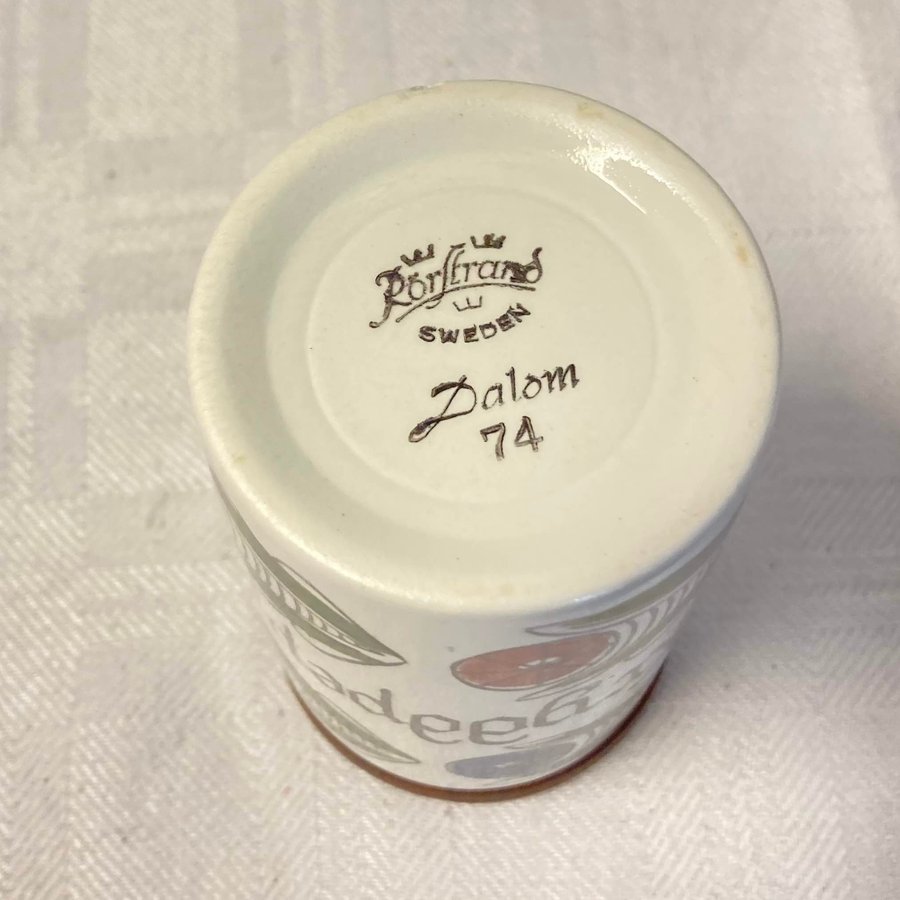 Rörstrand
SWEDEN
Dalom
74